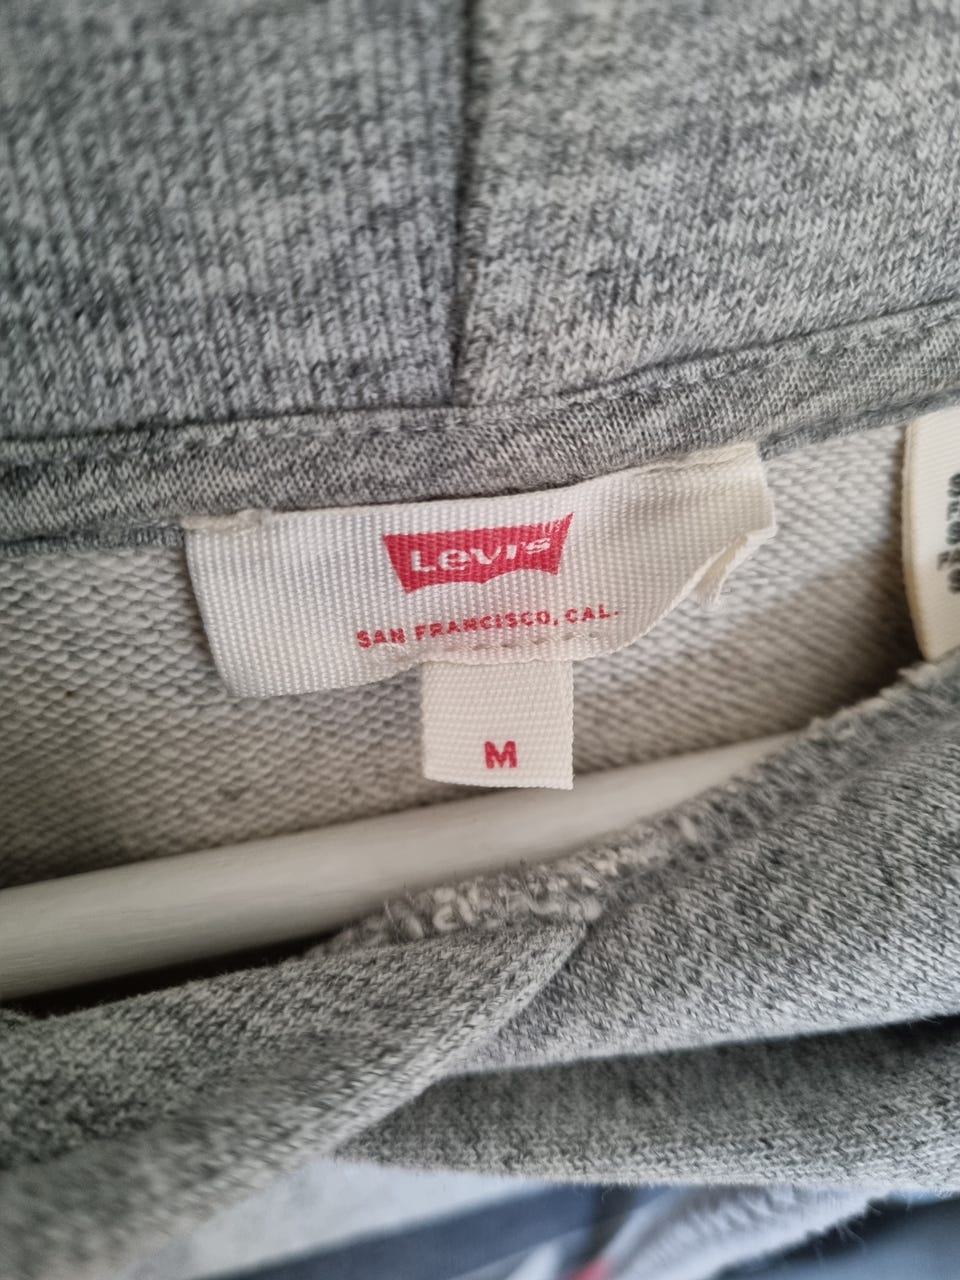 Levi's
SAN FRANCISCO, CAL.
M